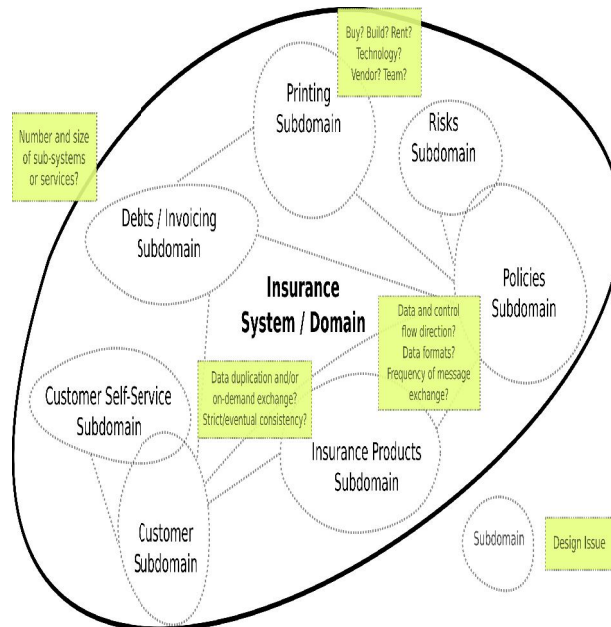 Buy? Build? Rent?
Technology?
Vendor? Team?
Printing
Subdomain
Risks
Subdomain
Number and size
of sub-systems
or services?
Debts / Invoicing
Subdomain
Policies
Subdomain
Insurance
System / Domain
Data and control
flow direction?
Data formats?
Frequency of message
exchange?
Data duplication and/or
on-demand exchange?
Strict/eventual consistency?
Customer Self-Service
Subdomain
Insurance Products
Subdomain
Customer
Subdomain
Subdomain
Design Issue